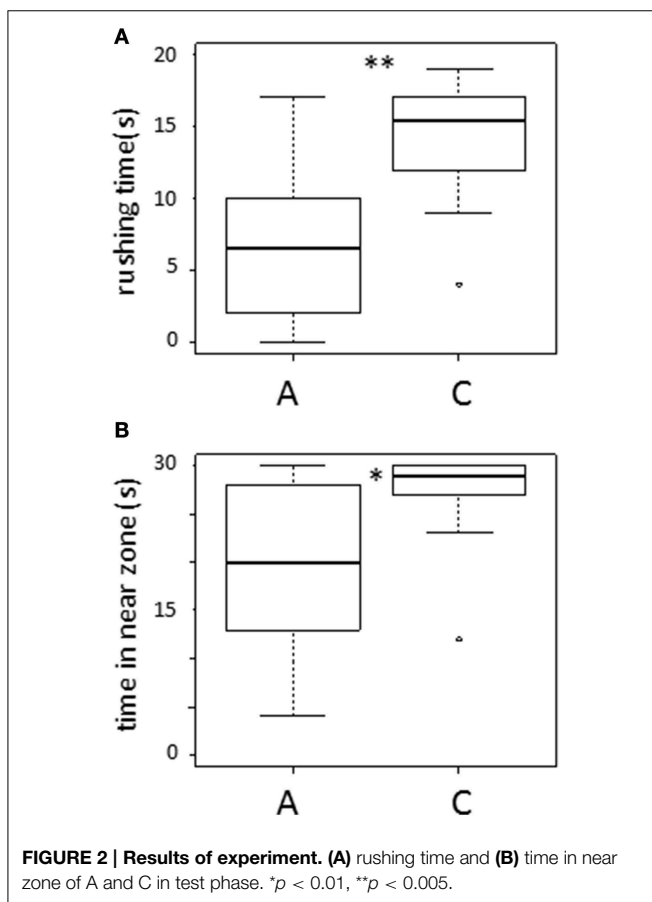 A
20
**
15
10
5
0
rushing time(s)
A C
B
30
*
15
0
time in near zone (s)
A C
FIGURE 2 | Results of experiment. (A) rushing time and (B) time in near
zone of A and C in test phase. *p < 0.01, **p < 0.005.